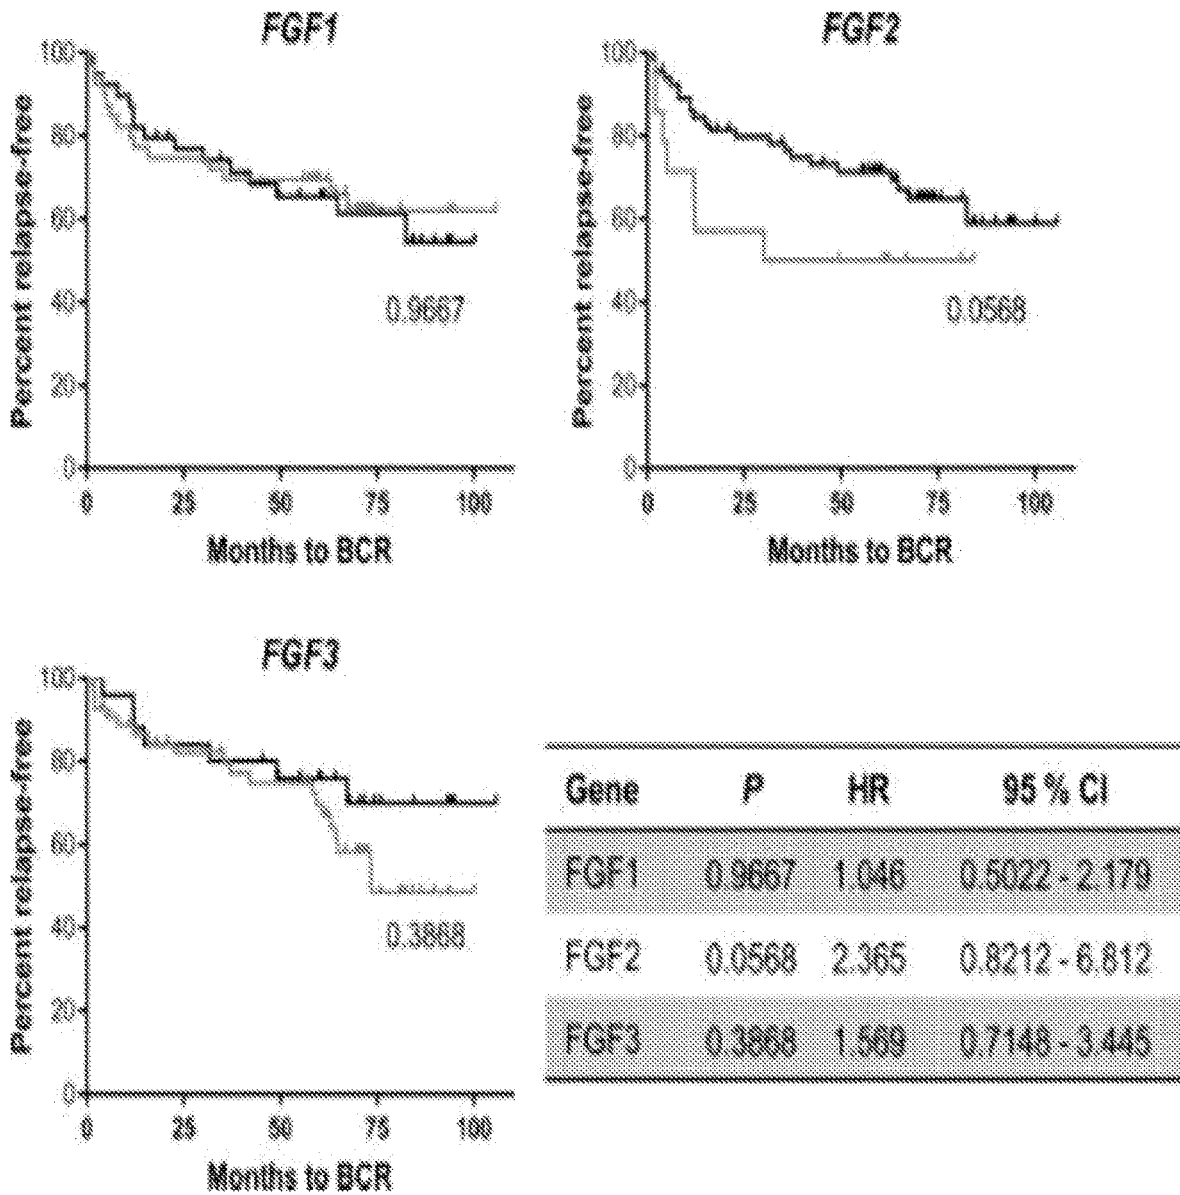 FGF1
Percent relapse-free
100
80
60
40
20
0
0.9667
0 25 50 75 100
Months to BCR
FGF2
Percent relapse-free
100
80
60
40
20
0
0.0568
0 25 50 75 100
Months to BCR
FGF3
Percent relapse-free
100
80
60
40
20
0
0.3868
0 25 50 75 100
Months to BCR
Gene P HR 95 % CI
FGF1 0.9667 1.046 0.5022 - 2.179
FGF2 0.0568 2.365 0.8212 - 6.812
FGF3 0.3868 1.569 0.7148 - 3.445